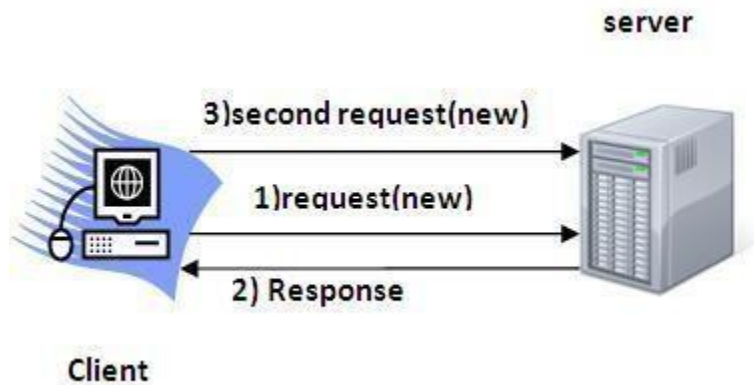 server
3)second request(new)
1)request(new)
2) Response
Client